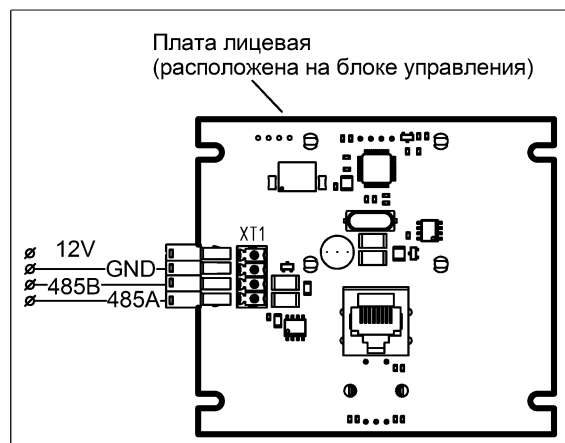 Плата лицевая
(расположена на блоке управления)
XT1
12V
GND
485B
485A